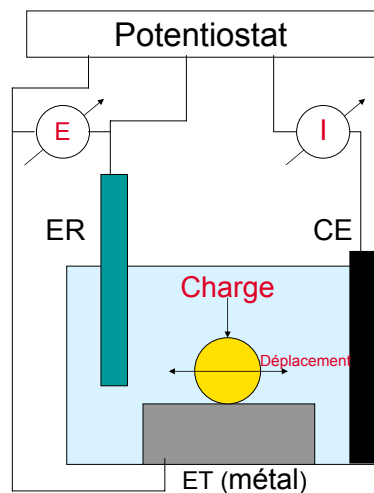 Potentiostat
E
I
ER
CE
Charge
Déplacement
ET (métal)